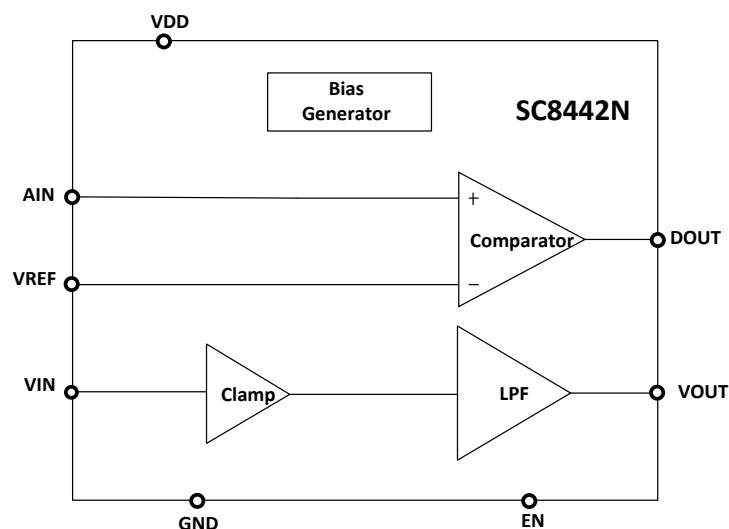 VDD
Bias
Generator
SC8442N
AIN
+
Comparator
DOUT
VREF
−
VIN
Clamp
LPF
VOUT
GND
EN